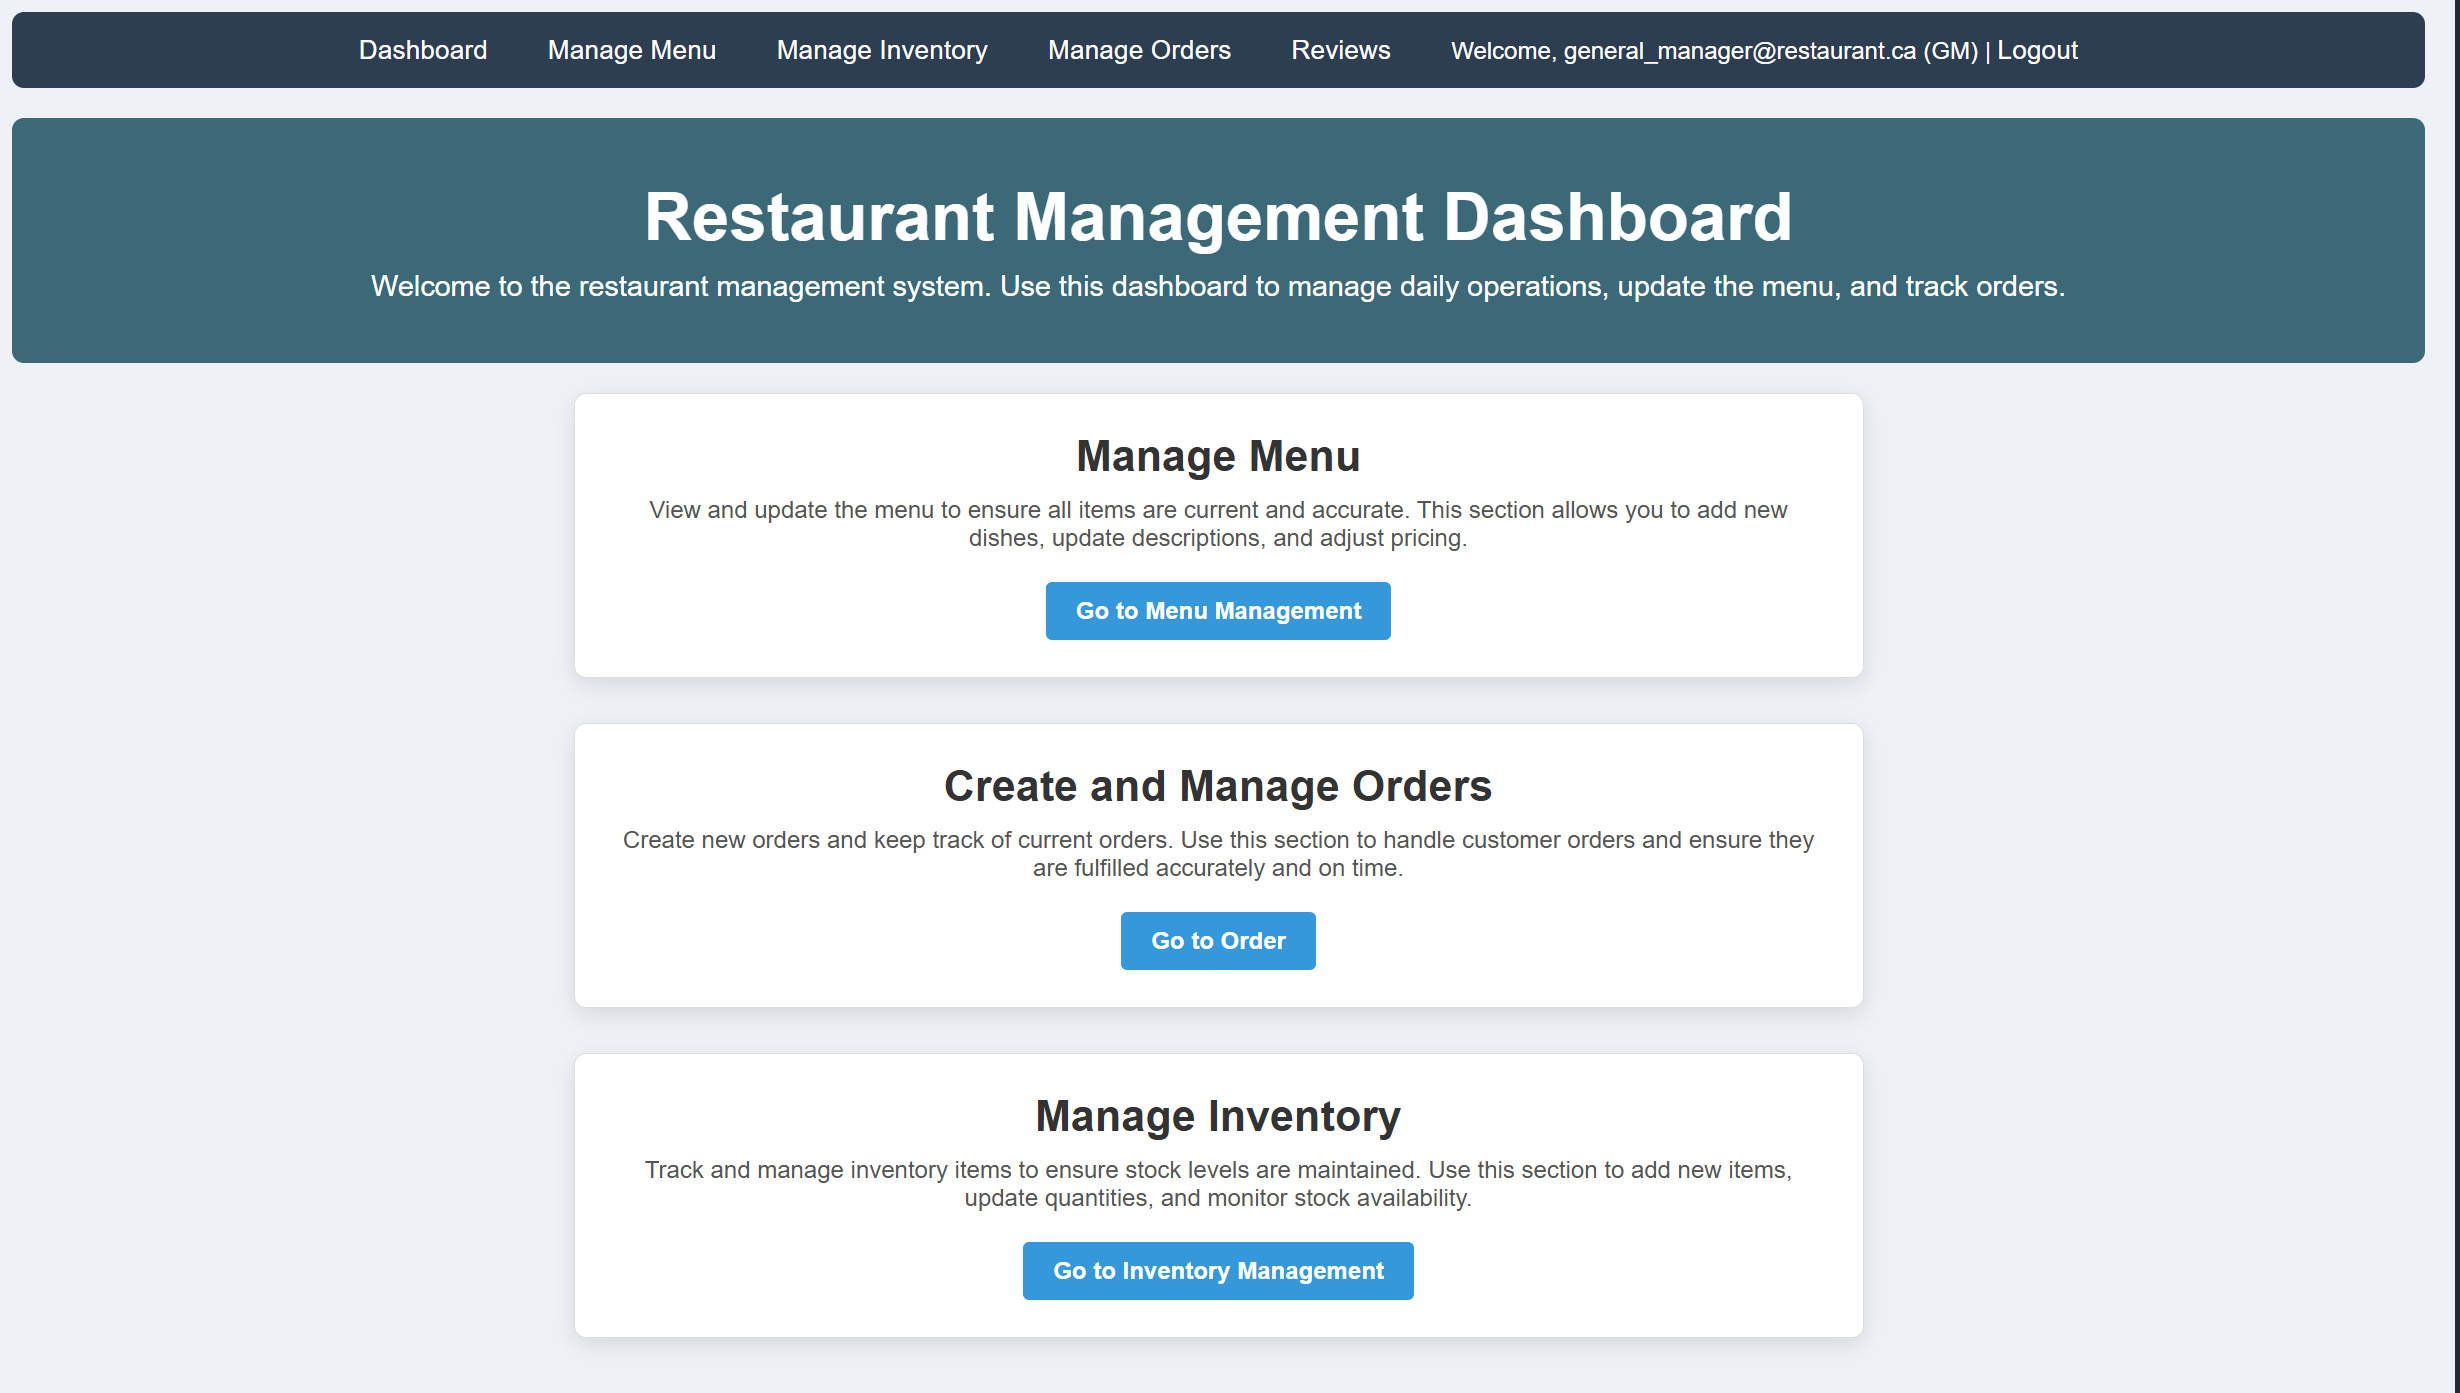 Dashboard Manage Menu Manage Inventory Manage Orders Reviews Welcome, general_manager@restaurant.ca (GM) | Logout
Restaurant Management Dashboard
Welcome to the restaurant management system. Use this dashboard to manage daily operations, update the menu, and track orders.
Manage Menu
View and update the menu to ensure all items are current and accurate. This section allows you to add new
dishes, update descriptions, and adjust pricing.
Go to Menu Management
Create and Manage Orders
Create new orders and keep track of current orders. Use this section to handle customer orders and ensure they
are fulfilled accurately and on time.
Go to Order
Manage Inventory
Track and manage inventory items to ensure stock levels are maintained. Use this section to add new items,
update quantities, and monitor stock availability.
Go to Inventory Management